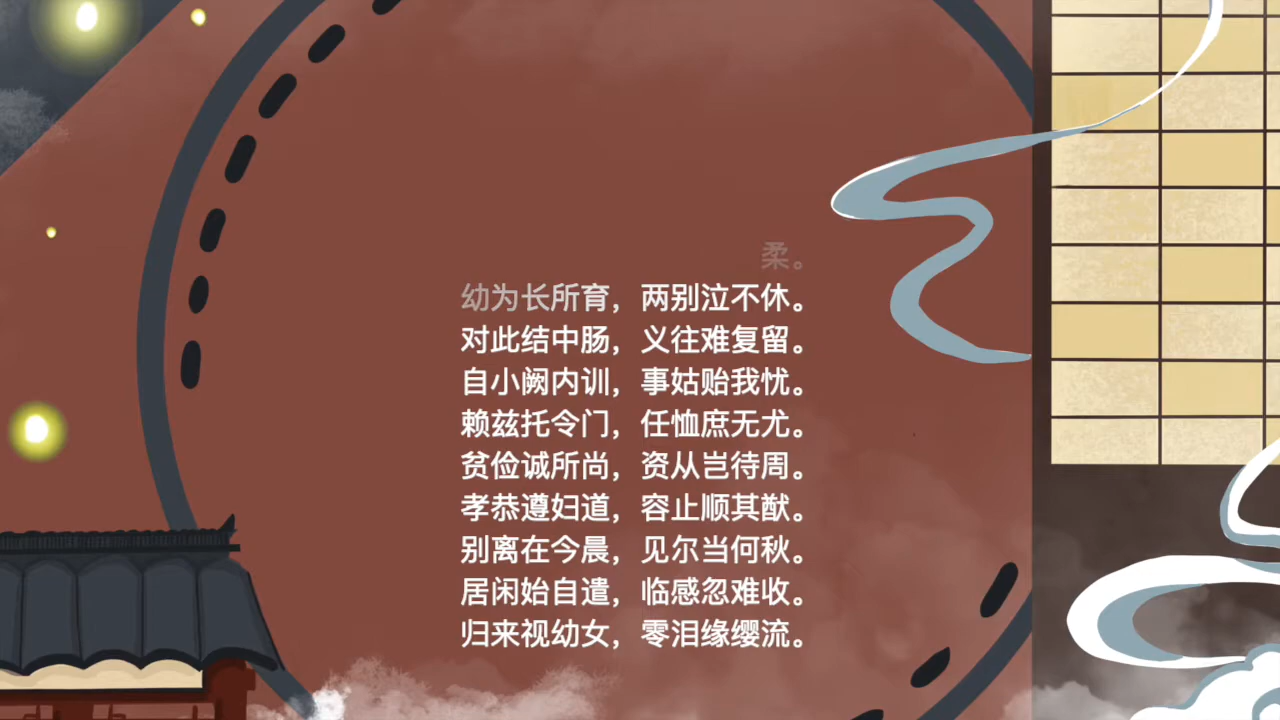 柔。
幼为长所育，两别泣不休。
对此结中肠，义往难复留。
自小阙内训，事姑贻我忧。
赖兹托令门，任恤庶无尤。
贫俭诚所尚，资从岂待周。
孝恭遵妇道，容止顺其猷。
别离在今晨，见尔当何秋。
居闲始自遣，临感忽难收。
归来视幼女，零泪缘缨流。